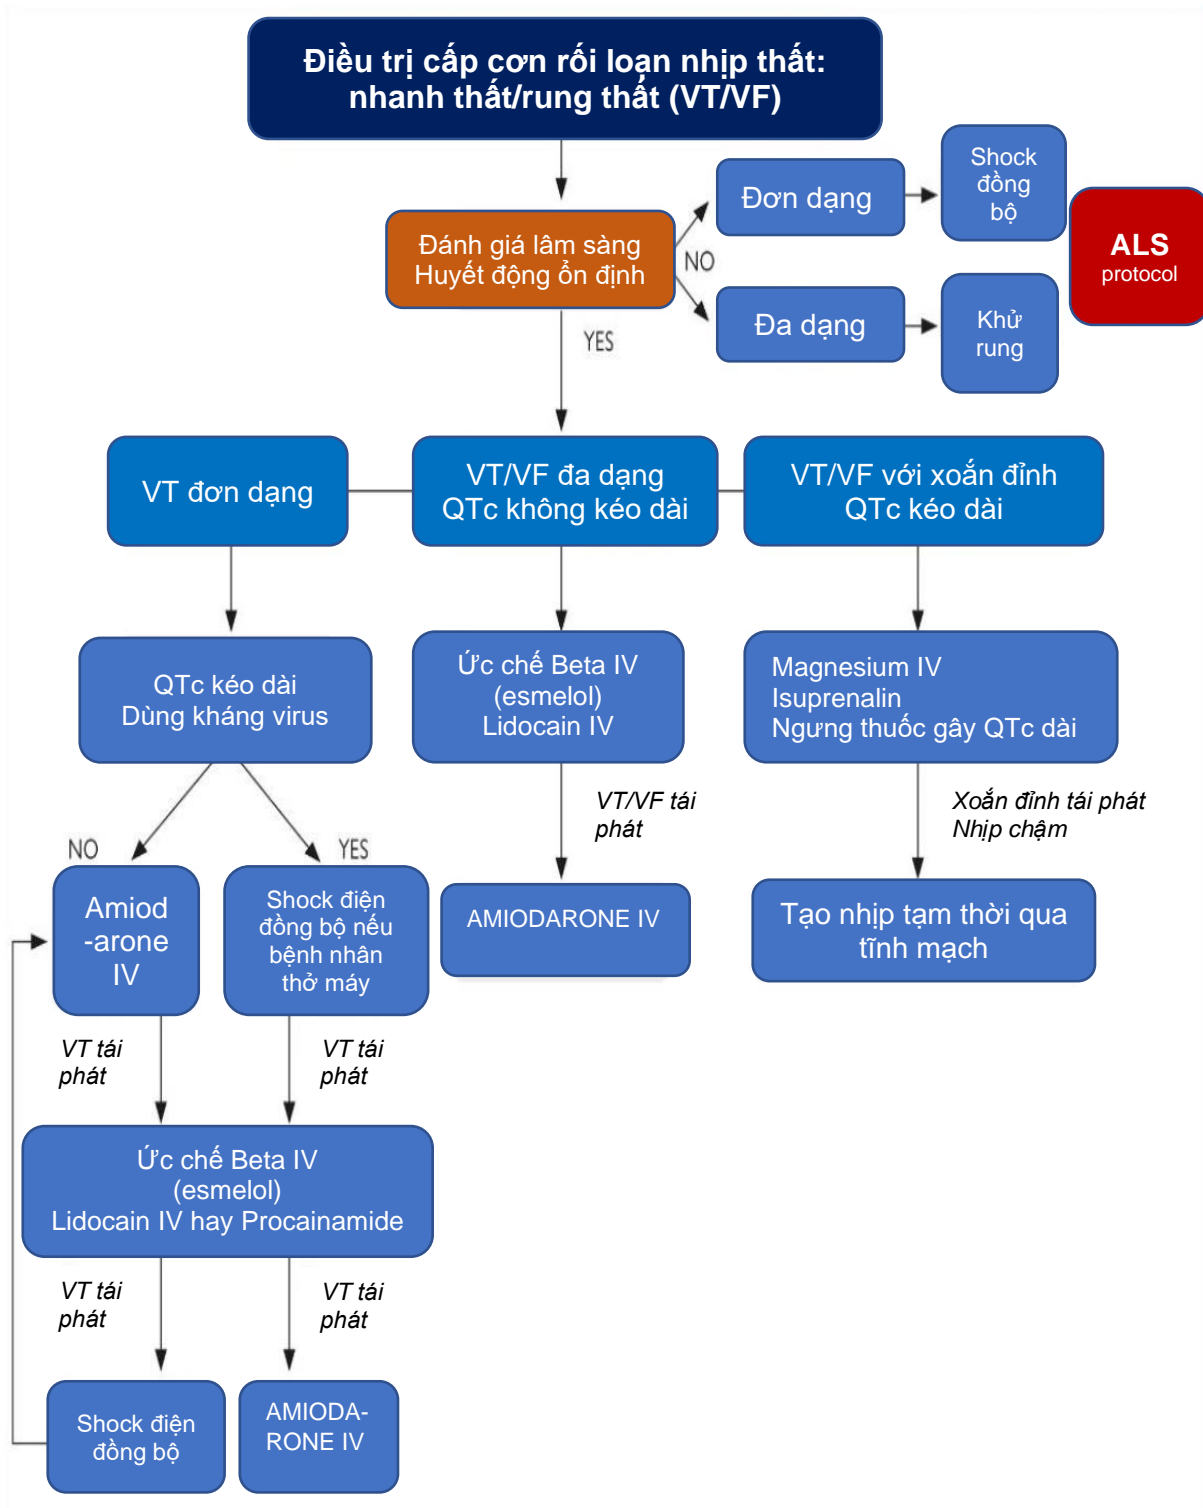 Điều trị cấp cơn rối loạn nhịp thất:
nhanh thất/rung thất (VT/VF)
Đánh giá lâm sàng
Huyết động ổn định
NO
Đơn dạng
Shock
đồng
bộ
Đa dạng
Khử
rung
ALS
protocol
YES
VT đơn dạng
VT/VF đa dạng
QTc không kéo dài
VT/VF với xoắn đỉnh
QTc kéo dài
QTc kéo dài
Dùng kháng virus
Ức chế Beta IV
(esmelol)
Lidocain IV
Magnesium IV
Isuprenalin
Ngưng thuốc gây QTc dài
NO
YES
VT/VF tái
phát
Xoắn đỉnh tái phát
Nhịp chậm
Amiod
-arone
IV
Shock điện
đồng bộ nếu
bệnh nhân
thở máy
AMIODARONE IV
Tạo nhịp tạm thời qua
tĩnh mạch
VT tái
phát
VT tái
phát
Ức chế Beta IV
(esmelol)
Lidocain IV hay Procainamide
VT tái
phát
VT tái
phát
Shock điện
đồng bộ
AMIODA-
RONE IV